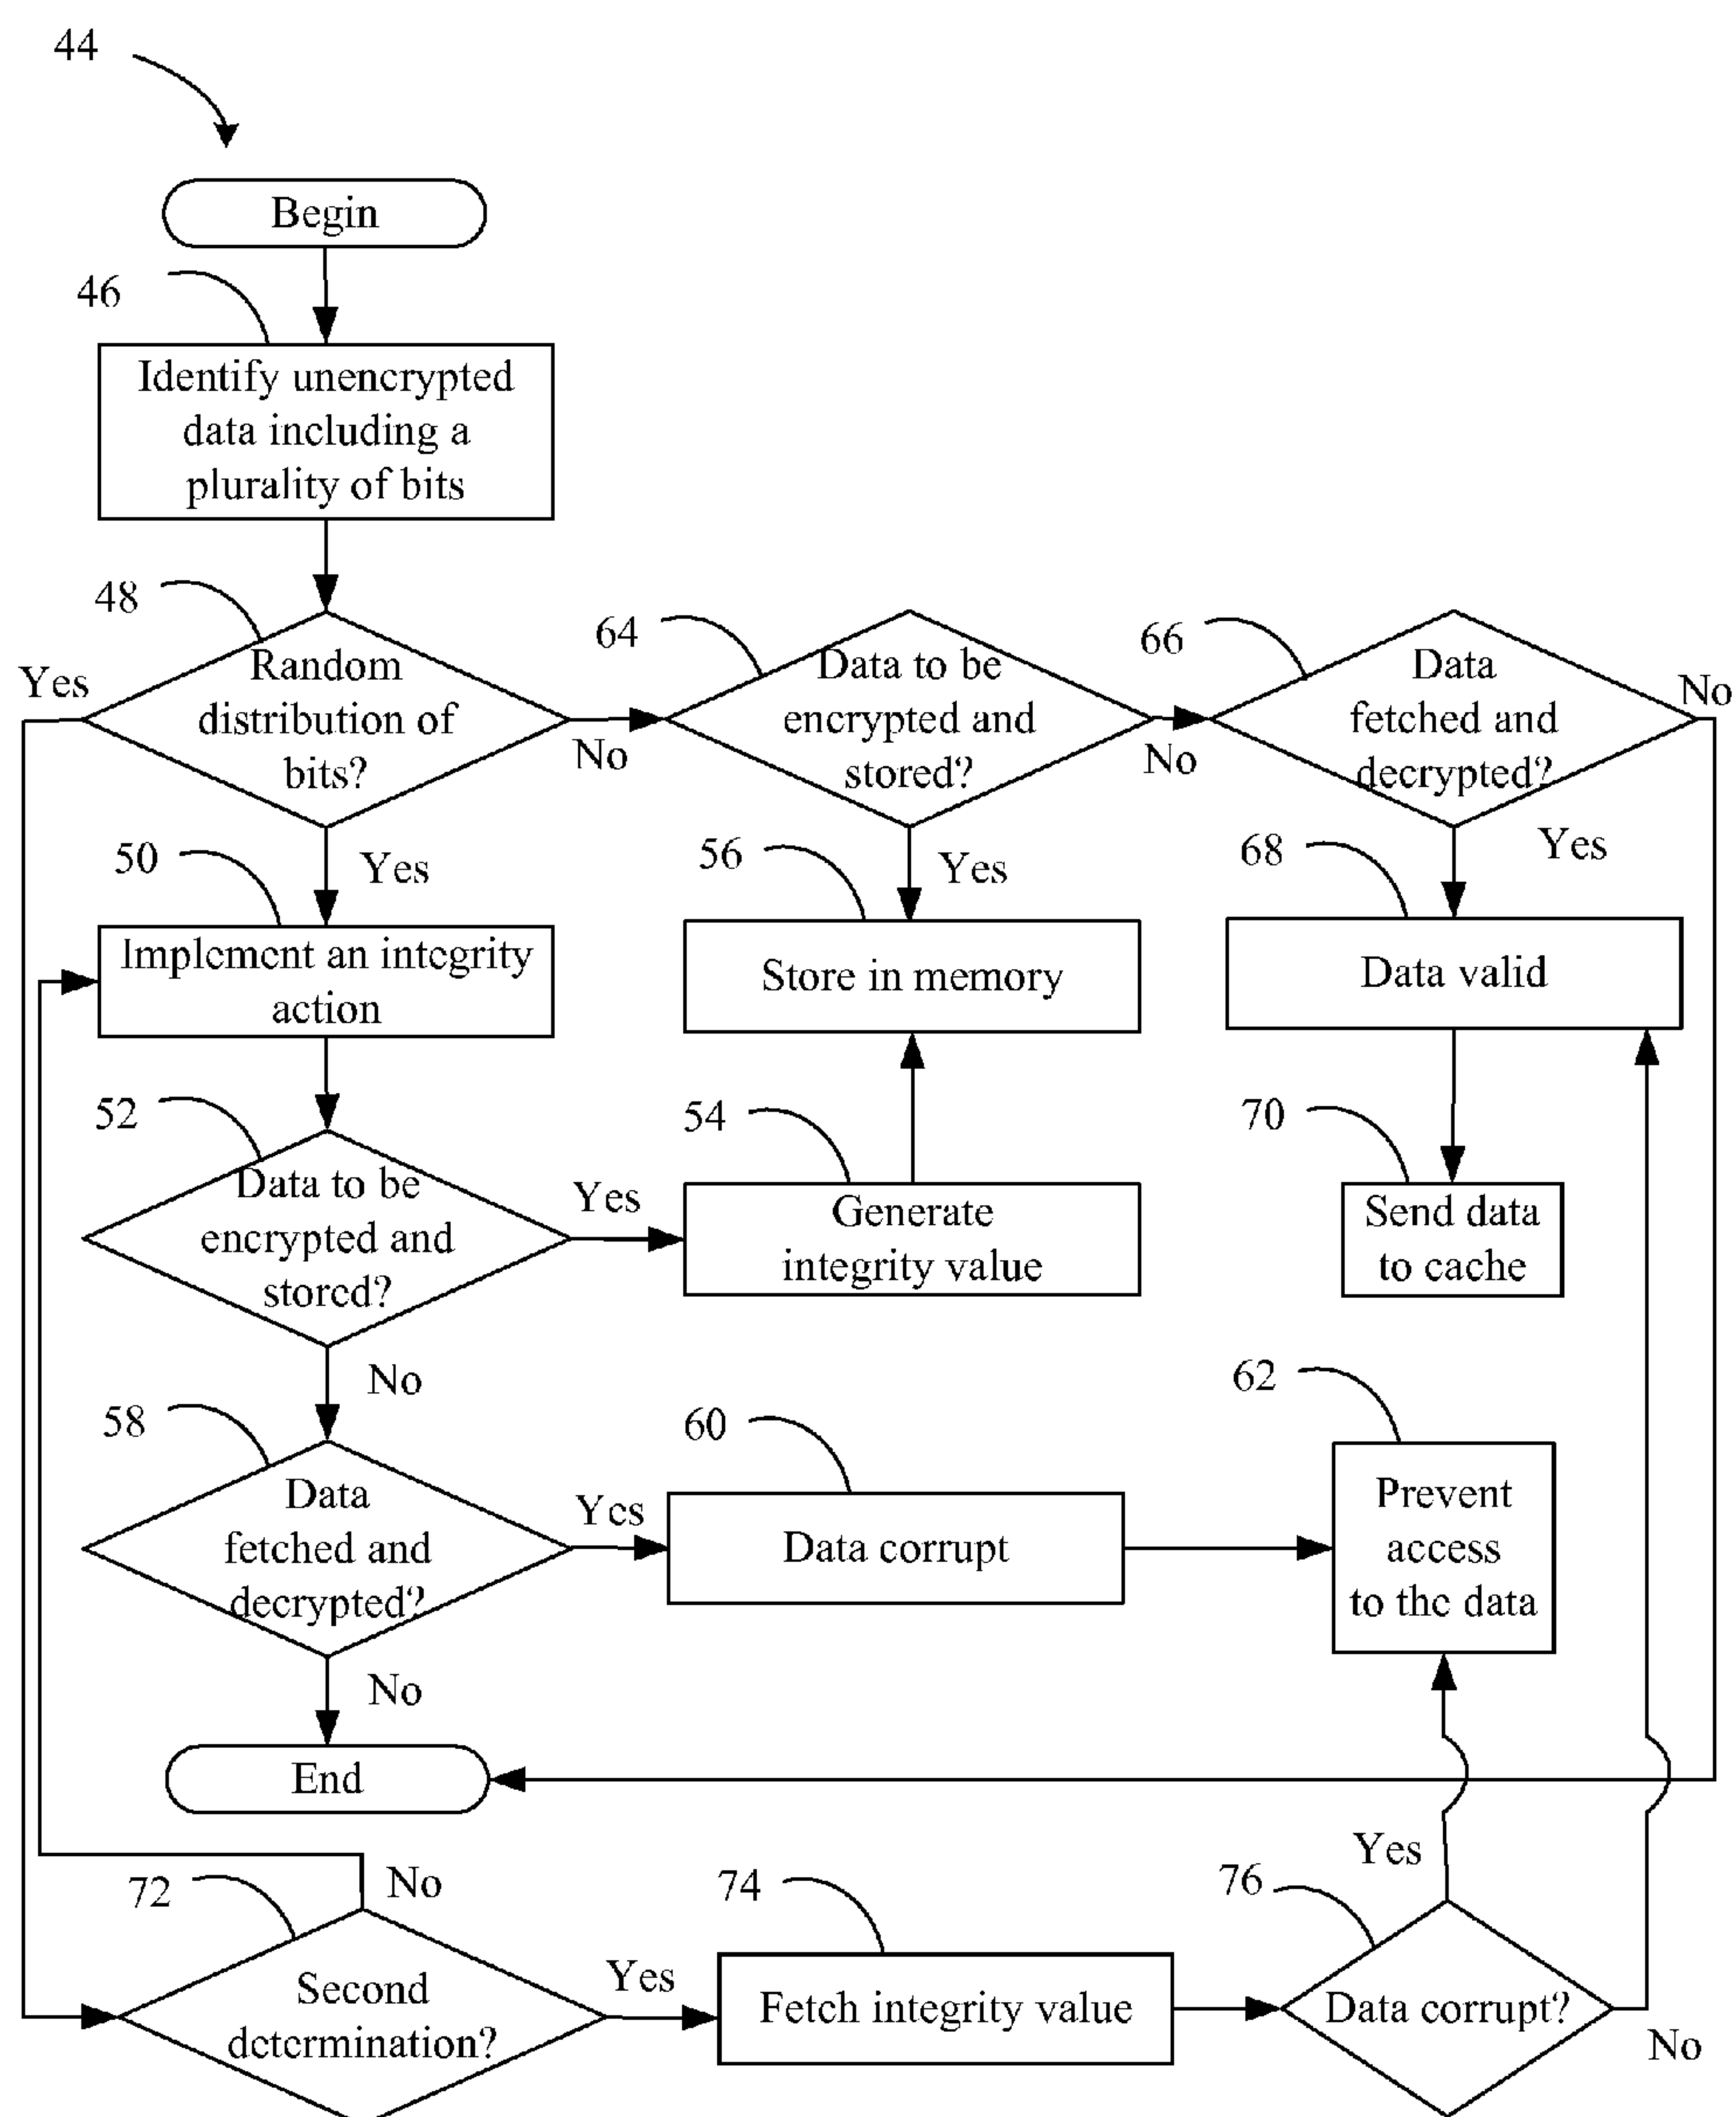 44
Begin
46
Identify unencrypted
data including a
plurality of bits
48
Yes
Random
distribution of
bits?
No
64
Data to be
encrypted and
stored?
No
66
Data
fetched and
decrypted?
No
50
Yes
Implement an integrity
action
56
Yes
Store in memory
68
Yes
Data valid
52
Data to be
encrypted and
stored?
Yes
54
Generate
integrity value
70
Send data
to cache
No
58
Data
fetched and
decrypted?
Yes
60
Data corrupt
62
Prevent
access
to the data
No
End
72
No
Second
determination?
Yes
74
Fetch integrity value
76
Yes
Data corrupt?
No